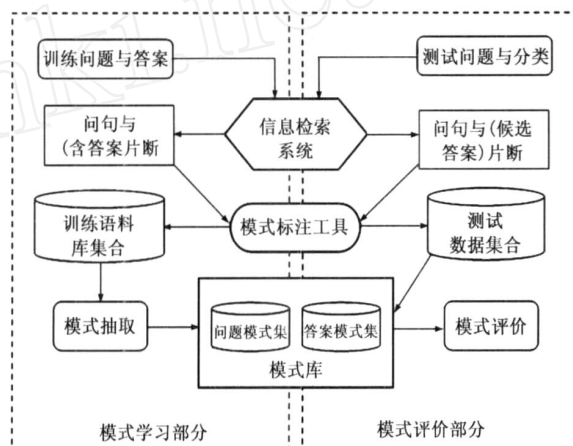 训练问题与答案
测试问题与分类
信息检索
系统
问句与
(含答案片断
问句与(候选
答案)片断
训练语料
库集合
模式标注工具
测试
数据集合
模式抽取
问题模式集
答案模式集
模式库
模式评价
模式学习部分
模式评价部分